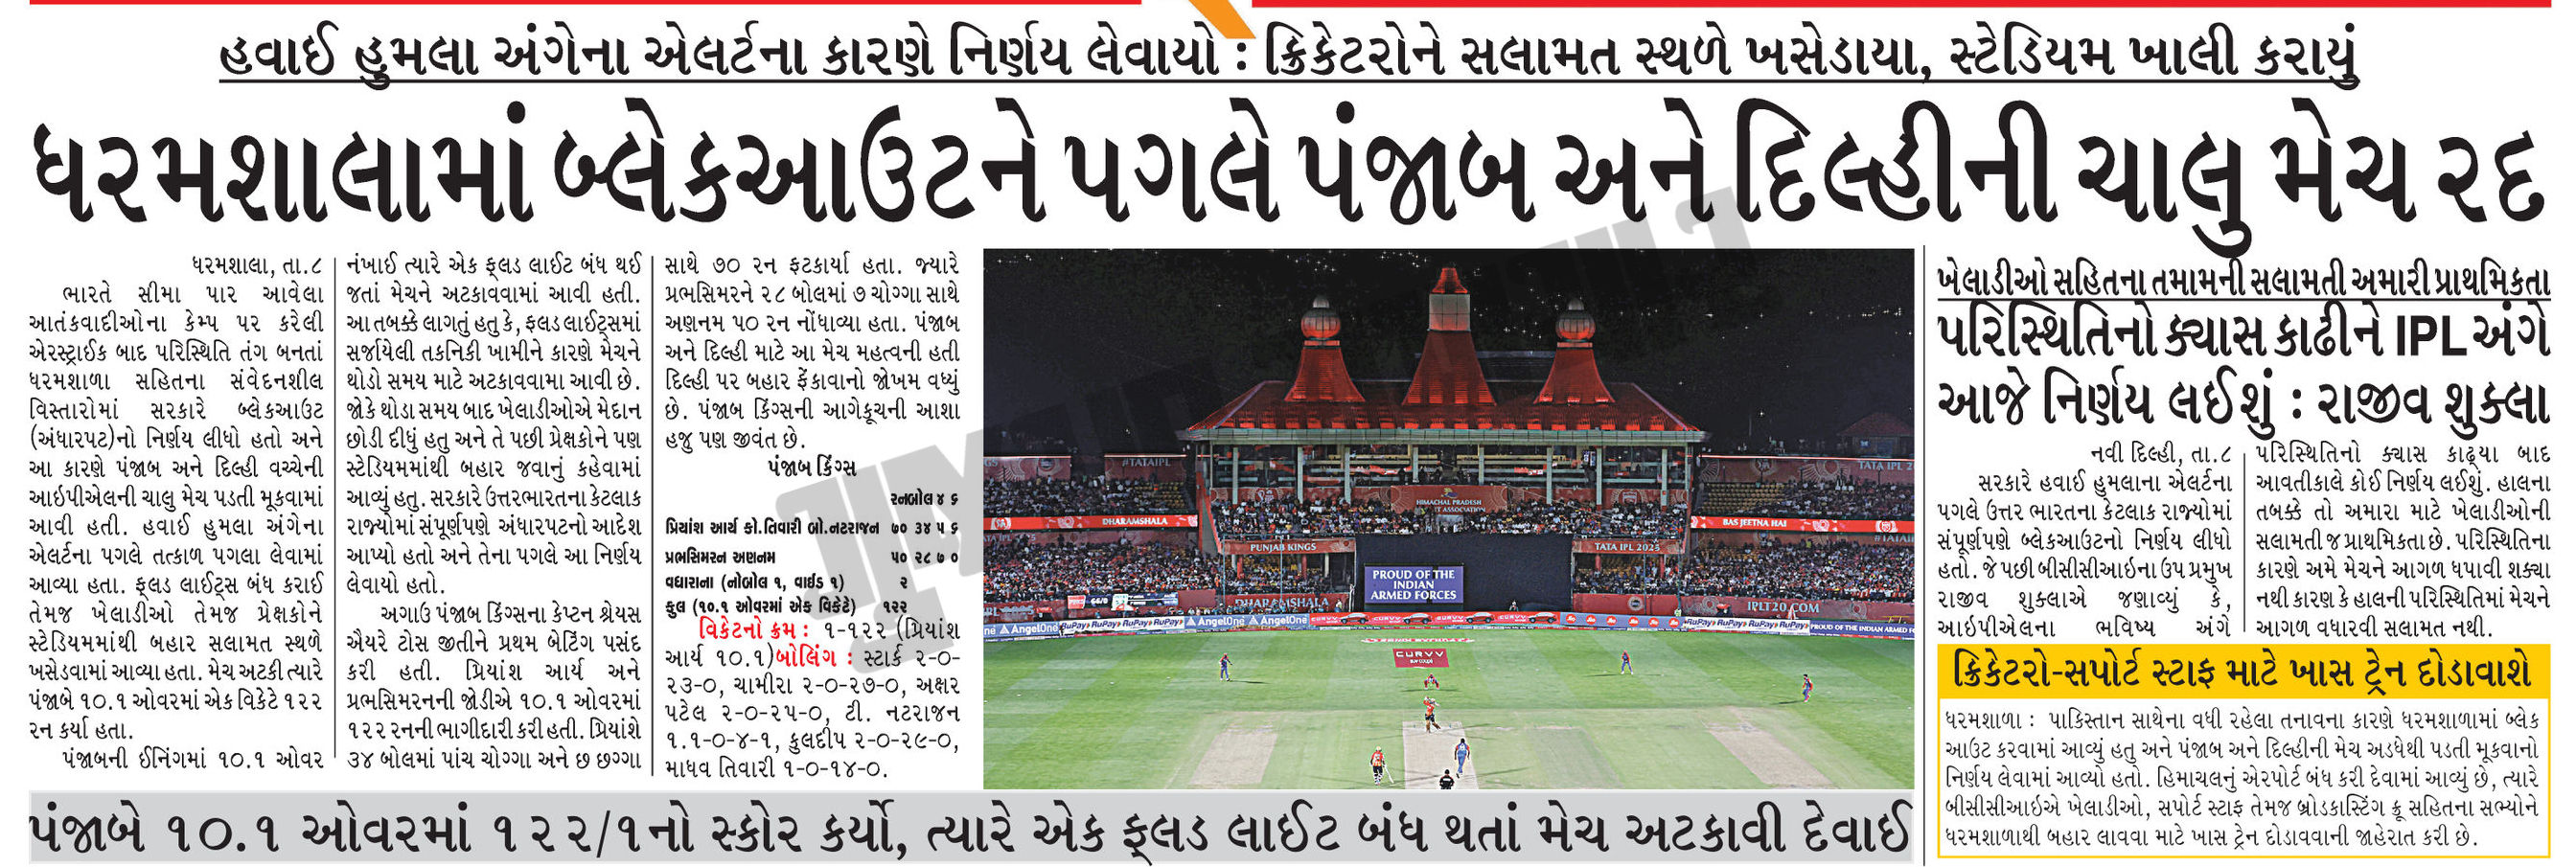 હવાઈ હુમલા અંગેના એલર્ટના કારણે નિર્ણય લેવાયો : ક્રિકેટરોને સલામત સ્થળે ખસેડાયા, સ્ટેડિયમ ખાલી કરાયું
ધરમશાલામાં બ્લેકઆઉટને પગલે પંજાબ અને દિલ્હીની ચાલુ મેચ રદ
ધરમશાલા, તા.૮
ભારતે સીમા પાર આવેલા
આતંકવાદીઓના કેમ્પ પર કરેલી
એરસ્ટ્રાઈક બાદ પરિસ્થિતિ તંગ બનતાં
ધરમશાળા સહિતના સંવેદનશીલ
વિસ્તારોમાં સરકારે બ્લેકઆઉટ
(અંધારપટ)નો નિર્ણય લીધો હતો અને
આ કારણે પંજાબ અને દિલ્હી વચ્ચેની
આઇપીએલની ચાલુ મેચ પડતી મૂકવામાં
આવી હતી. હવાઈ હુમલા અંગેના
એલર્ટના પગલે તત્કાળ પગલા લેવામાં
આવ્યા હતા. ફ્લડ લાઈટ્સ બંધ કરાઈ
તેમજ ખેલાડીઓ તેમજ પ્રેક્ષકોને
સ્ટેડિયમમાંથી બહાર સલામત સ્થળે
ખસેડવામાં આવ્યા હતા. મેચ અટકી ત્યારે
પંજાબે ૧૦.૧ ઓવરમાં એક વિકેટે ૧૨૨
રન કર્યા હતા.
પંજાબની ઈનિંગમાં ૧૦.૧ ઓવર
નંખાઈ ત્યારે એક ફ્લડ લાઈટ બંધ થઈ
જતાં મેચને અટકાવવામાં આવી હતી.
આ તબક્કે લાગતું હતુ કે, ફ્લડ લાઈટ્સમાં
સર્જાયેલી તકનિકી ખામીને કારણે મેચને
થોડો સમય માટે અટકાવવામા આવી છે.
જોકે થોડા સમય બાદ ખેલાડીઓએ મેદાન
છોડી દીધું હતુ અને તે પછી પ્રેક્ષકોને પણ
સ્ટેડિયમમાંથી બહાર જવાનું કહેવામાં
આવ્યું હતુ. સરકારે ઉત્તરભારતના કેટલાક
રાજ્યોમાં સંપૂર્ણપણે અંધારપટનો આદેશ
આપ્યો હતો અને તેના પગલે આ નિર્ણય
લેવાયો હતો.
અગાઉ પંજાબ કિંગ્સના કેપ્ટન શ્રેયસ
ઐયરે ટોસ જીતીને પ્રથમ બેટિંગ પસંદ
કરી હતી. પ્રિયાંશ આર્ય અને
પ્રભસિમરનની જોડીએ ૧૦.૧ ઓવરમાં
૧૨૨ રનની ભાગીદારી કરી હતી. પ્રિયાંશે
૩૪ બોલમાં પાંચ ચોગ્ગા અને છ છગ્ગા
સાથે ૭૦ રન ફટકાર્યા હતા. જ્યારે
પ્રભસિમરને ૨૮ બોલમાં ૭ ચોગ્ગા સાથે
અણનમ ૫૦ રન નોંધાવ્યા હતા. પંજાબ
અને દિલ્હી માટે આ મેચ મહત્વની હતી
દિલ્હી પર બહાર ફેંકાવાનો જોખમ વધ્યું
છે. પંજાબ કિંગ્સની આગેકૂચની આશા
હજુ પણ જીવંત છે.
પંજાબ કિંગ્સ
રન બોલ ૪ ૬
પ્રિયાંશ આર્ય કો.તિવારી બો.નટરાજન ૭૦ ૩૪ ૫ ૬
પ્રભસિમરન અણનમ ૫૦ ૨૮ ૭ ૦
વધારાના (નોબોલ ૧, વાઈડ ૧) ૨
કુલ (૧૦.૧ ઓવરમાં એક વિકેટે) ૧૨૨
વિકેટનો ક્રમ : ૧-૧૨૨ (પ્રિયાંશ
આર્ય ૧૦.૧)બોલિંગ : સ્ટાર્ક ૨-૦-
૨૩-૦, ચામીરા ૨-૦-૨૭-૦, અક્ષર
પટેલ ૨-૦-૨૫-૦, ટી. નટરાજન
૧.૧-૦-૪-૧, કુલદીપ ૨-૦-૨૯-૦,
માધવ તિવારી ૧-૦-૧૪-૦.
#TATAIPL
TATA IPL 2
HIMACHAL PRADESH
DHARAMSHALA
BAS JEETNA HAI
PUNJAB KINGS
TATA IPL 2025
PROUD OF THE
INDIAN
ARMED FORCES
DHARAMSHALA
IPLT20.COM
AngelOne AngelOne AngelOne
RuPay RuPay RuPay RuPay
PROUD OF THE INDIAN ARMED F
CURVV
પંજાબે ૧૦.૧ ઓવરમાં ૧૨૨/૧નો સ્કોર કર્યો, ત્યારે એક ફ્લડ લાઈટ બંધ થતાં મેચ અટકાવી દેવાઈ
ખેલાડીઓ સહિતના તમામની સલામતી અમારી પ્રાથમિકતા
પરિસ્થિતિનો ક્યાસ કાઢીને IPL અંગે
આજે નિર્ણય લઈશું : રાજીવ શુક્લા
નવી દિલ્હી, તા.૮
સરકારે હવાઈ હુમલાના એલર્ટના
પગલે ઉત્તર ભારતના કેટલાક રાજ્યોમાં
સંપૂર્ણપણે બ્લેકઆઉટનો નિર્ણય લીધો
હતો. જે પછી બીસીસીઆઇના ઉપ પ્રમુખ
રાજીવ શુક્લાએ જણાવ્યું કે,
આઇપીએલના ભવિષ્ય અંગે
પરિસ્થિતિનો ક્યાસ કાઢ્યા બાદ
આવતીકાલે કોઈ નિર્ણય લઈશું. હાલના
તબક્કે તો અમારા માટે ખેલાડીઓની
સલામતી જ પ્રાથમિકતા છે. પરિસ્થિતિના
કારણે અમે મેચને આગળ ધપાવી શક્યા
નથી કારણ કે હાલની પરિસ્થિતિમાં મેચને
આગળ વધારવી સલામત નથી.
ક્રિકેટરો-સપોર્ટ સ્ટાફ માટે ખાસ ટ્રેન દોડાવાશે
ધરમશાળા : પાકિસ્તાન સાથેના વધી રહેલા તનાવના કારણે ધરમશાળામાં બ્લેક
આઉટ કરવામાં આવ્યું હતુ અને પંજાબ અને દિલ્હીની મેચ અડધેથી પડતી મૂકવાનો
નિર્ણય લેવામાં આવ્યો હતો. હિમાચલનું એરપોર્ટ બંધ કરી દેવામાં આવ્યું છે, ત્યારે
બીસીસીઆઇએ ખેલાડીઓ, સપોર્ટ સ્ટાફ તેમજ બ્રોડકાસ્ટિંગ ક્રૂ સહિતના સભ્યોને
ધરમશાળાથી બહાર લાવવા માટે ખાસ ટ્રેન દોડાવવાની જાહેરાત કરી છે.